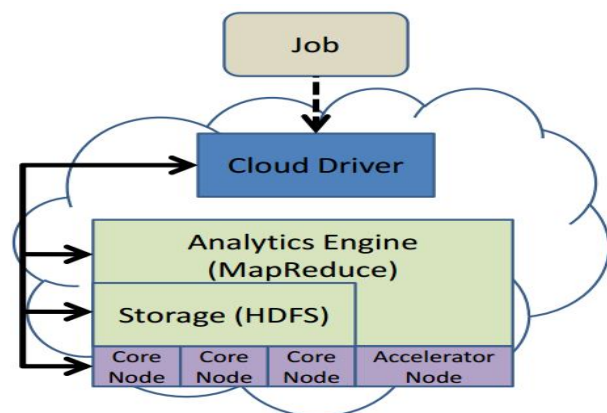 Job
Cloud Driver
Analytics Engine
(MapReduce)
Storage (HDFS)
Core
Node
Core
Node
Core
Node
Accelerator
Node